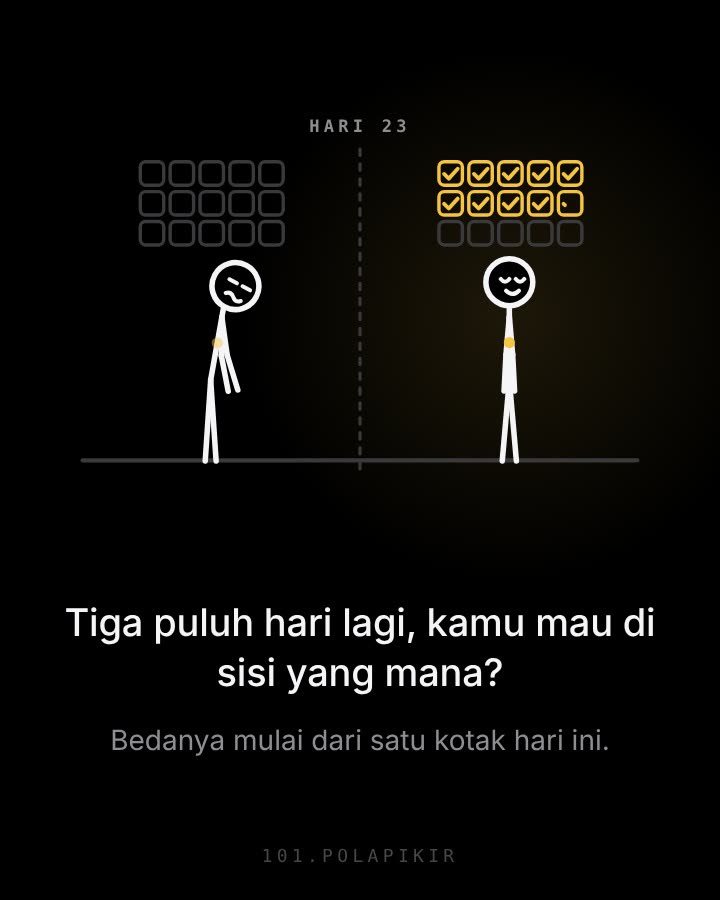 HARI 23
Tiga puluh hari lagi, kamu mau di
sisi yang mana?
Bedanya mulai dari satu kotak hari ini.
101.POLAPIKIR